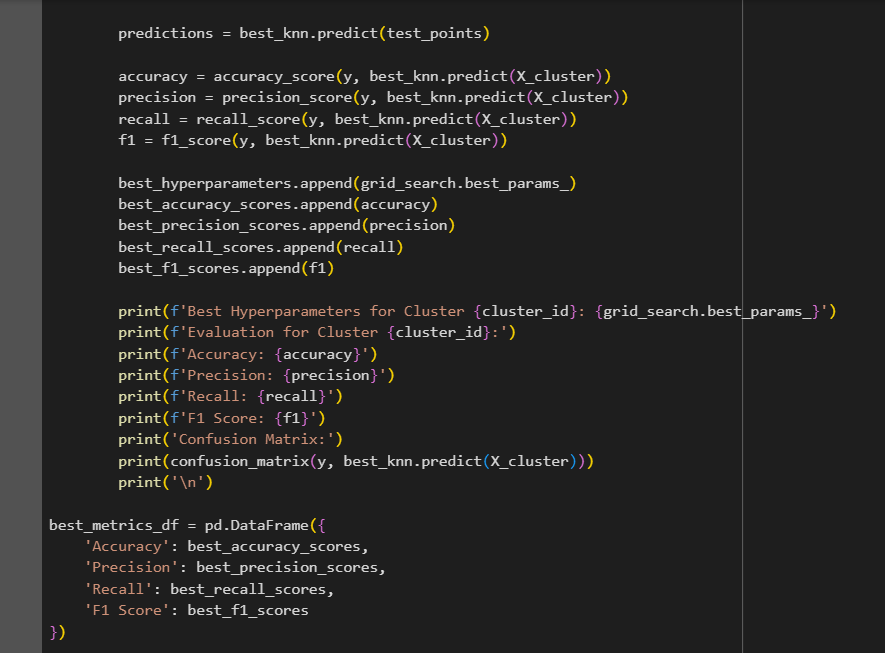 predictions = best_knn.predict(test_points)
accuracy = accuracy_score(y, best_knn.predict(X_cluster))
precision = precision_score(y, best_knn.predict(X_cluster))
recall = recall_score(y, best_knn.predict(X_cluster))
f1 = f1_score(y, best_knn.predict(X_cluster))
best_hyperparameters.append(grid_search.best_params_)
best_accuracy_scores.append(accuracy)
best_precision_scores.append(precision)
best_recall_scores.append(recall)
best_f1_scores.append(f1)
print(f'Best Hyperparameters for Cluster {cluster_id}: {grid_search.best_params_}')
print(f'Evaluation for Cluster {cluster_id}:')
print(f'Accuracy: {accuracy}')
print(f'Precision: {precision}')
print(f'Recall: {recall}')
print(f'F1 Score: {f1}')
print('Confusion Matrix:')
print(confusion_matrix(y, best_knn.predict(X_cluster)))
print('\n')
best_metrics_df = pd.DataFrame({
'Accuracy': best_accuracy_scores,
'Precision': best_precision_scores,
'Recall': best_recall_scores,
'F1 Score': best_f1_scores
})